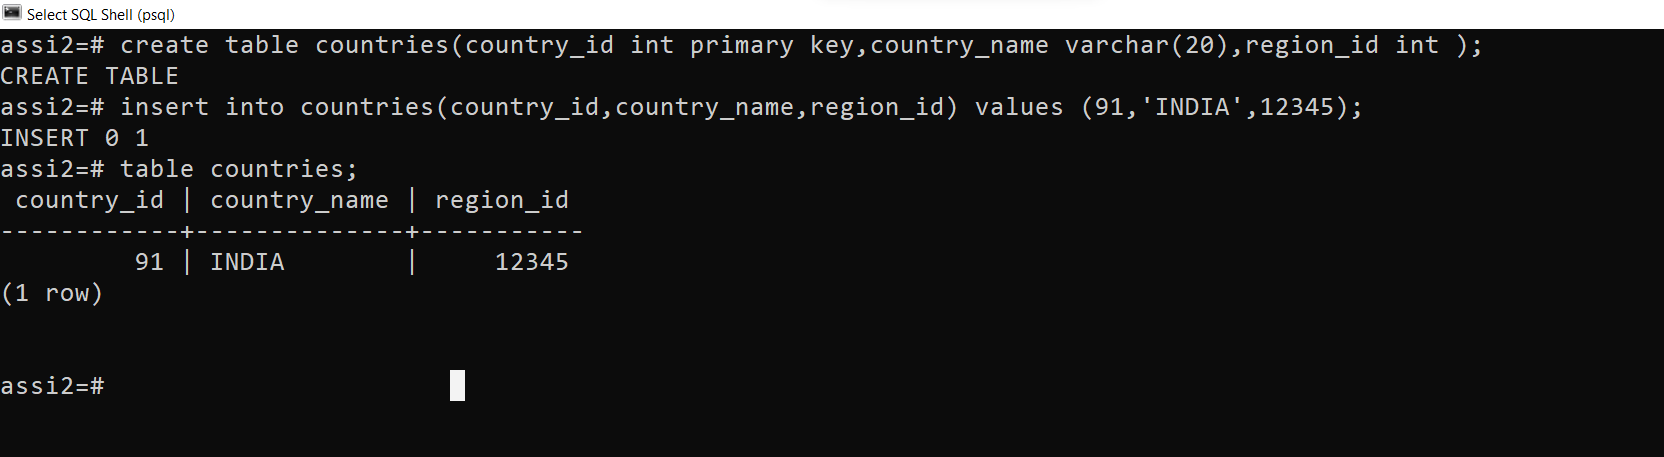 Select SQL Shell (psql)
assi2=# create table countries(country_id int primary key,country_name varchar(20),region_id int );
CREATE TABLE
assi2=# insert into countries(country_id,country_name,region_id) values (91,'INDIA',12345);
INSERT 0 1
assi2=# table countries;
 country_id | country_name | region_id
------------+--------------+-----------
         91 | INDIA        |     12345
(1 row)
assi2=#